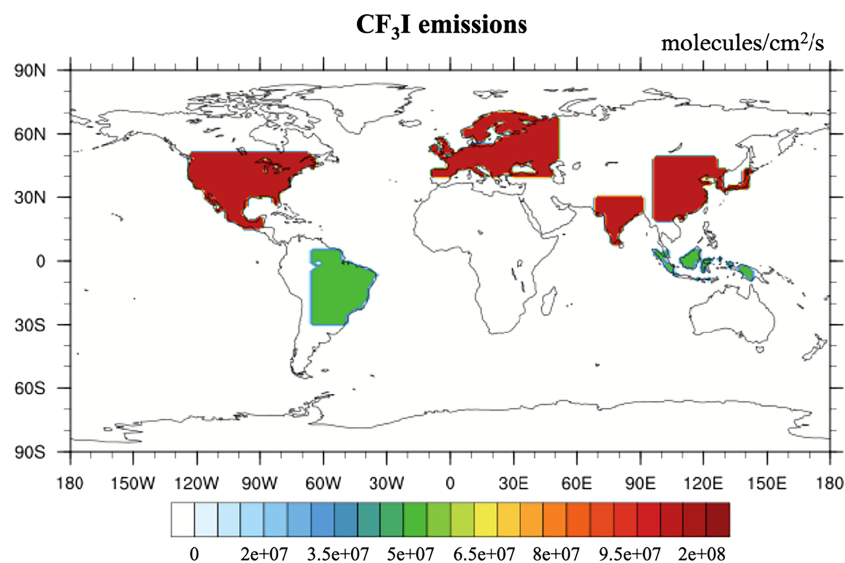 CF₃I emissions
molecules/cm²/s
90N
60N
30N
0
30S
60S
90S
180 150W 120W 90W 60W 30W 0 30E 60E 90E 120E 150E 180
0 2e+07 3.5e+07 5e+07 6.5e+07 8e+07 9.5e+07 2e+08